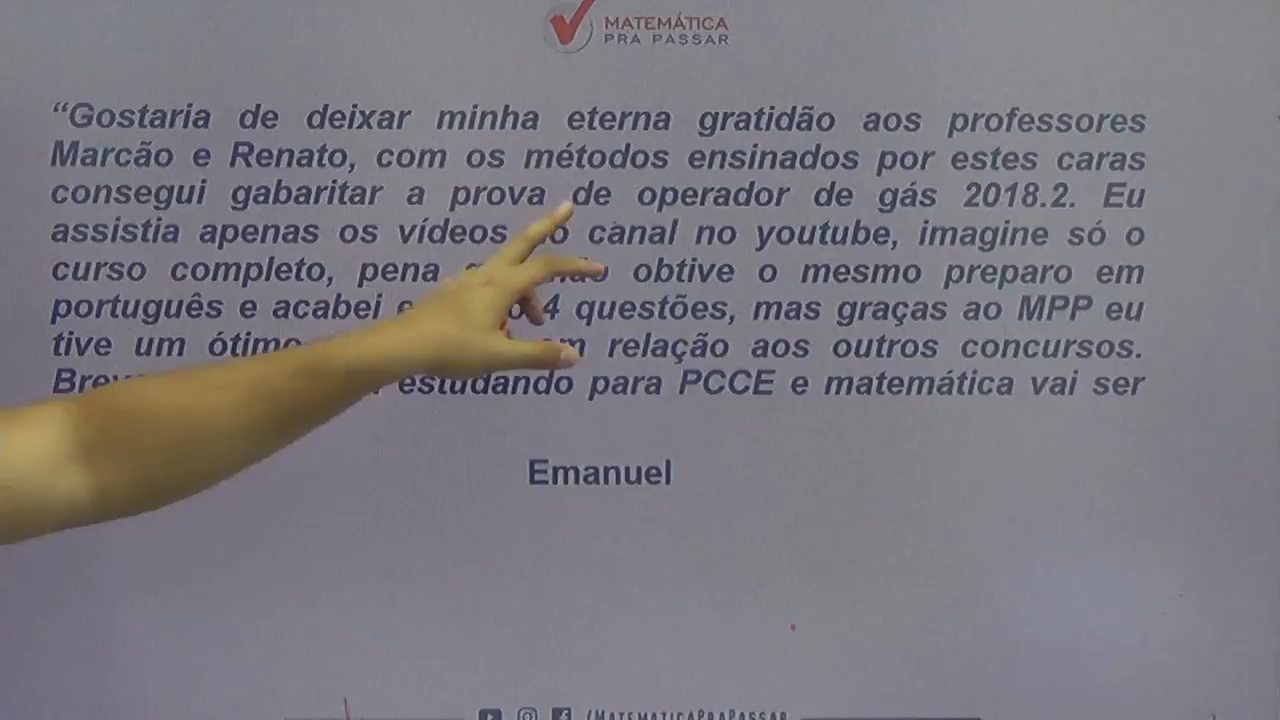 MATEMÁTICA
PRA PASSAR
“Gostaria de deixar minha eterna gratidão aos professores
Marcão e Renato, com os métodos ensinados por estes caras
consegui gabaritar a prova de operador de gás 2018.2. Eu
assistia apenas os vídeos canal no youtube, imagine só o
curso completo, pena obtive o mesmo preparo em
português e acabei 4 questões, mas graças ao MPP eu
tive um ótimo relação aos outros concursos.
estudando para PCCE e matemática vai ser
Emanuel
/MATEMATICAPRAPASSAR